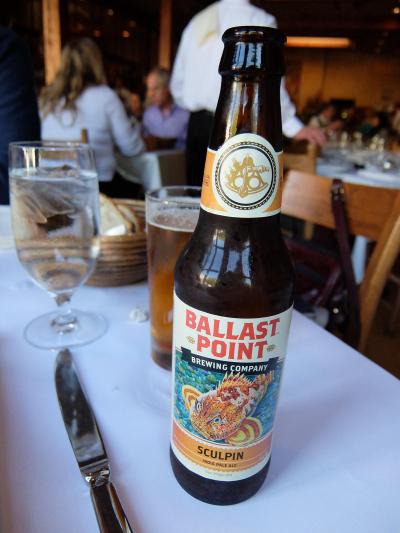 BALLAST
POINT
BREWING COMPANY
SCULPIN
INDIA PALE ALE